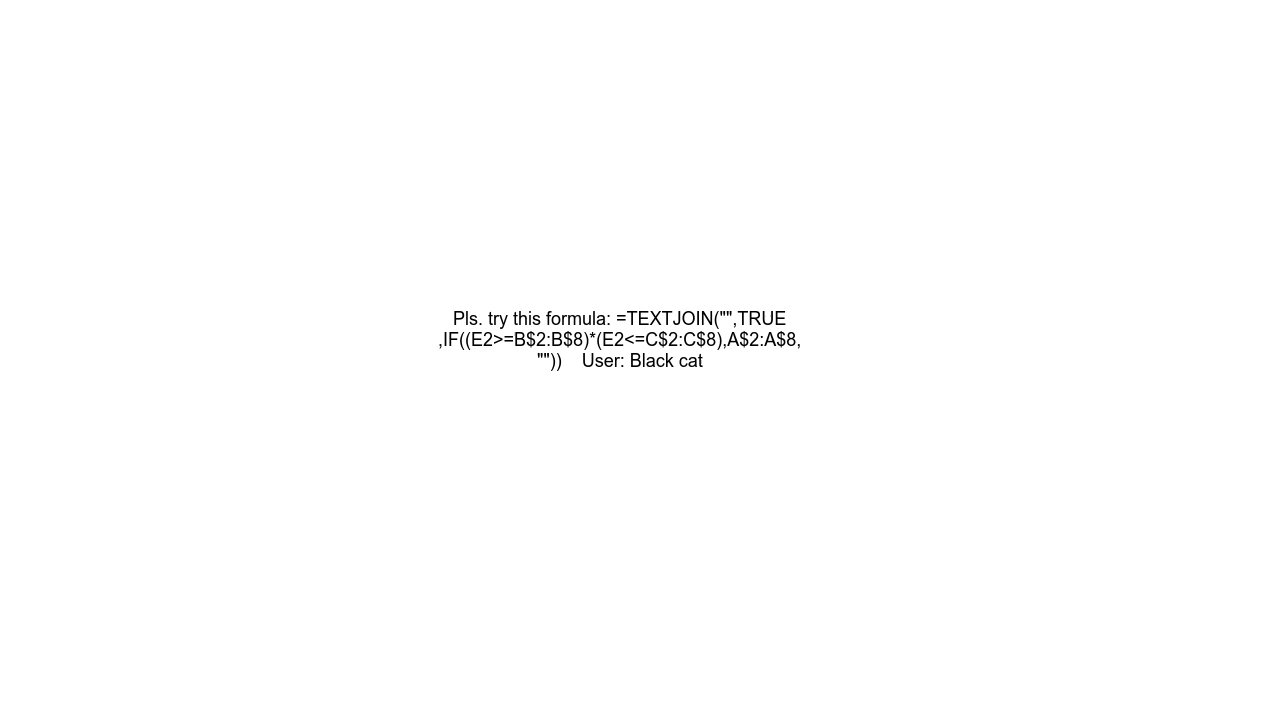 Pls. try this formula: =TEXTJOIN("",TRUE
,IF((E2>=B$2:B$8)*(E2<=C$2:C$8),A$2:A$8,
""))    User: Black cat